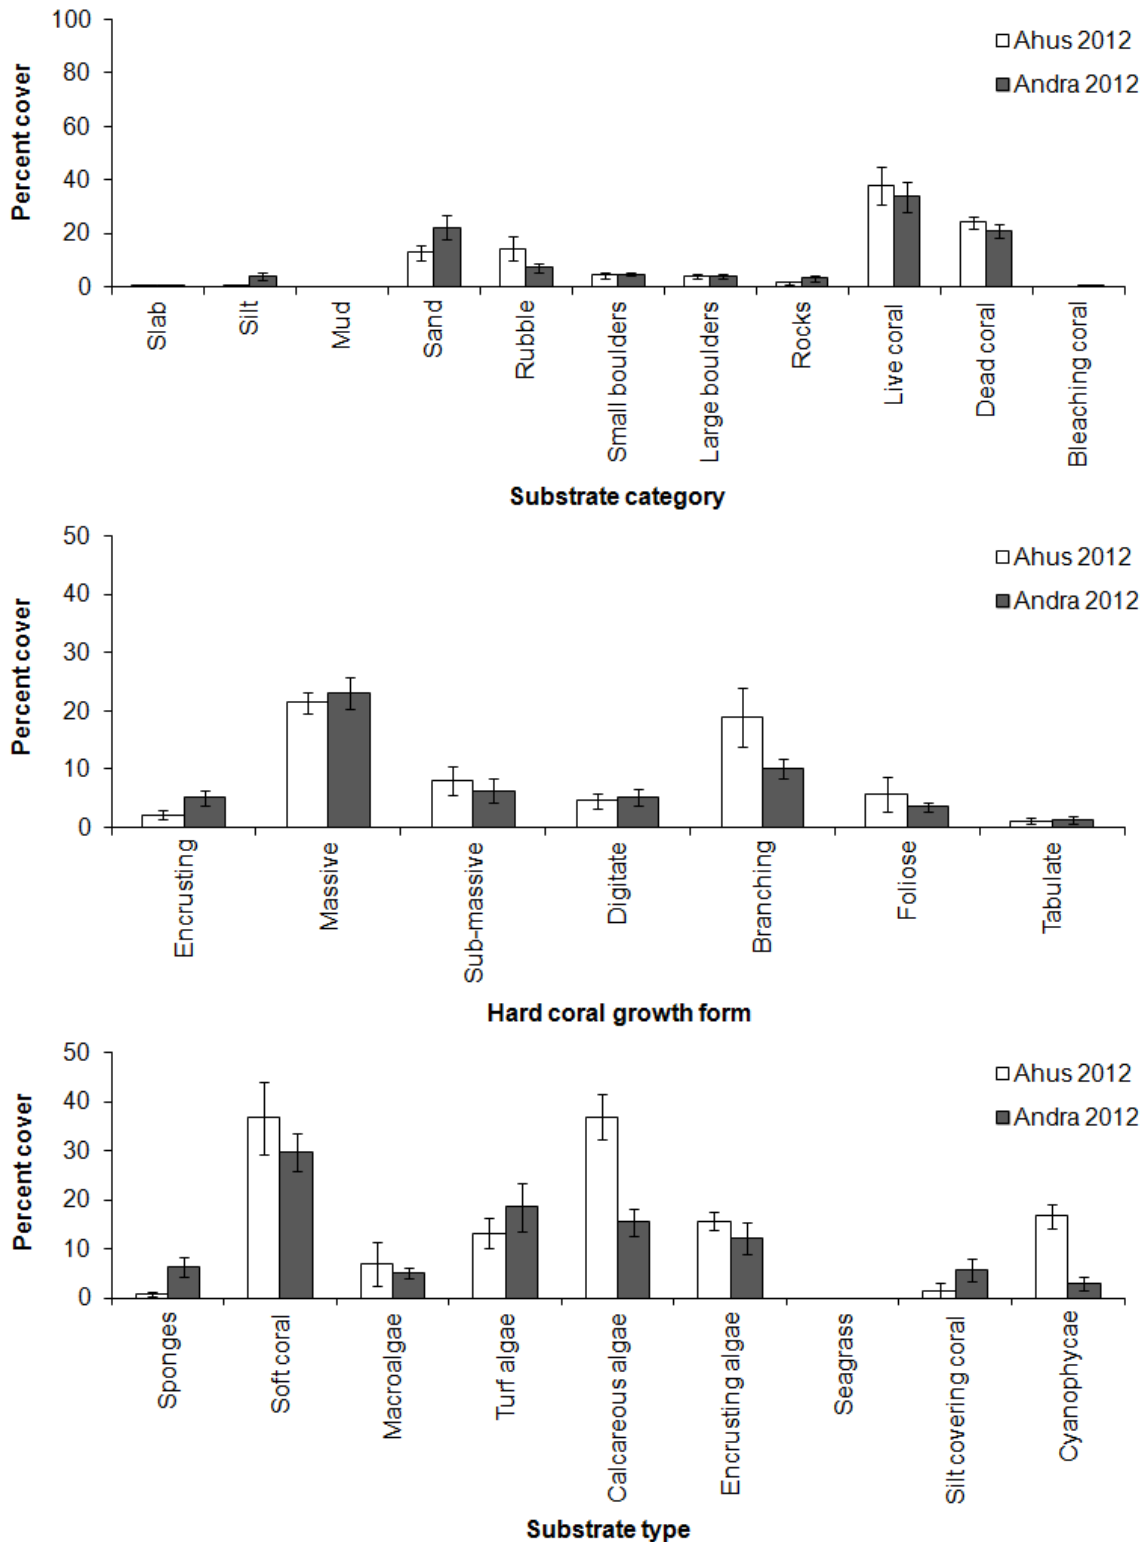 100
80
60
40
20
0
Percent cover
Ahus 2012
Andra 2012
Slab
Silt
Mud
Sand
Rubble
Small boulders
Large boulders
Rocks
Live coral
Dead coral
Bleaching coral
Substrate category
50
40
30
20
10
0
Percent cover
Ahus 2012
Andra 2012
Encrusting
Massive
Sub-massive
Digitate
Branching
Foliose
Tabulate
Hard coral growth form
50
40
30
20
10
0
Percent cover
Ahus 2012
Andra 2012
Sponges
Soft coral
Macroalgae
Turf algae
Calcareous algae
Encrusting algae
Seagrass
Silt covering coral
Cyanophycae
Substrate type